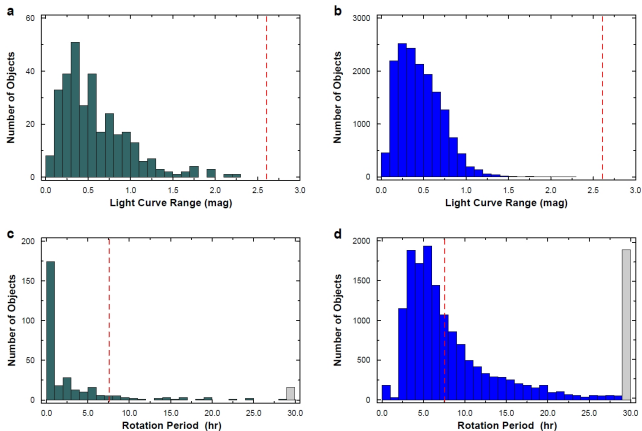 a
60
40
20
0
Number of Objects
0.0 0.5 1.0 1.5 2.0 2.5 3.0
Light Curve Range (mag)
b
3000
2000
1000
0
Number of Objects
0.0 0.5 1.0 1.5 2.0 2.5 3.0
Light Curve Range (mag)
c
200
150
100
50
0
Number of Objects
0.0 5.0 10.0 15.0 20.0 25.0 30.0
Rotation Period (hr)
d
2000
1500
1000
500
0
Number of Objects
0.0 5.0 10.0 15.0 20.0 25.0 30.0
Rotation Period (hr)